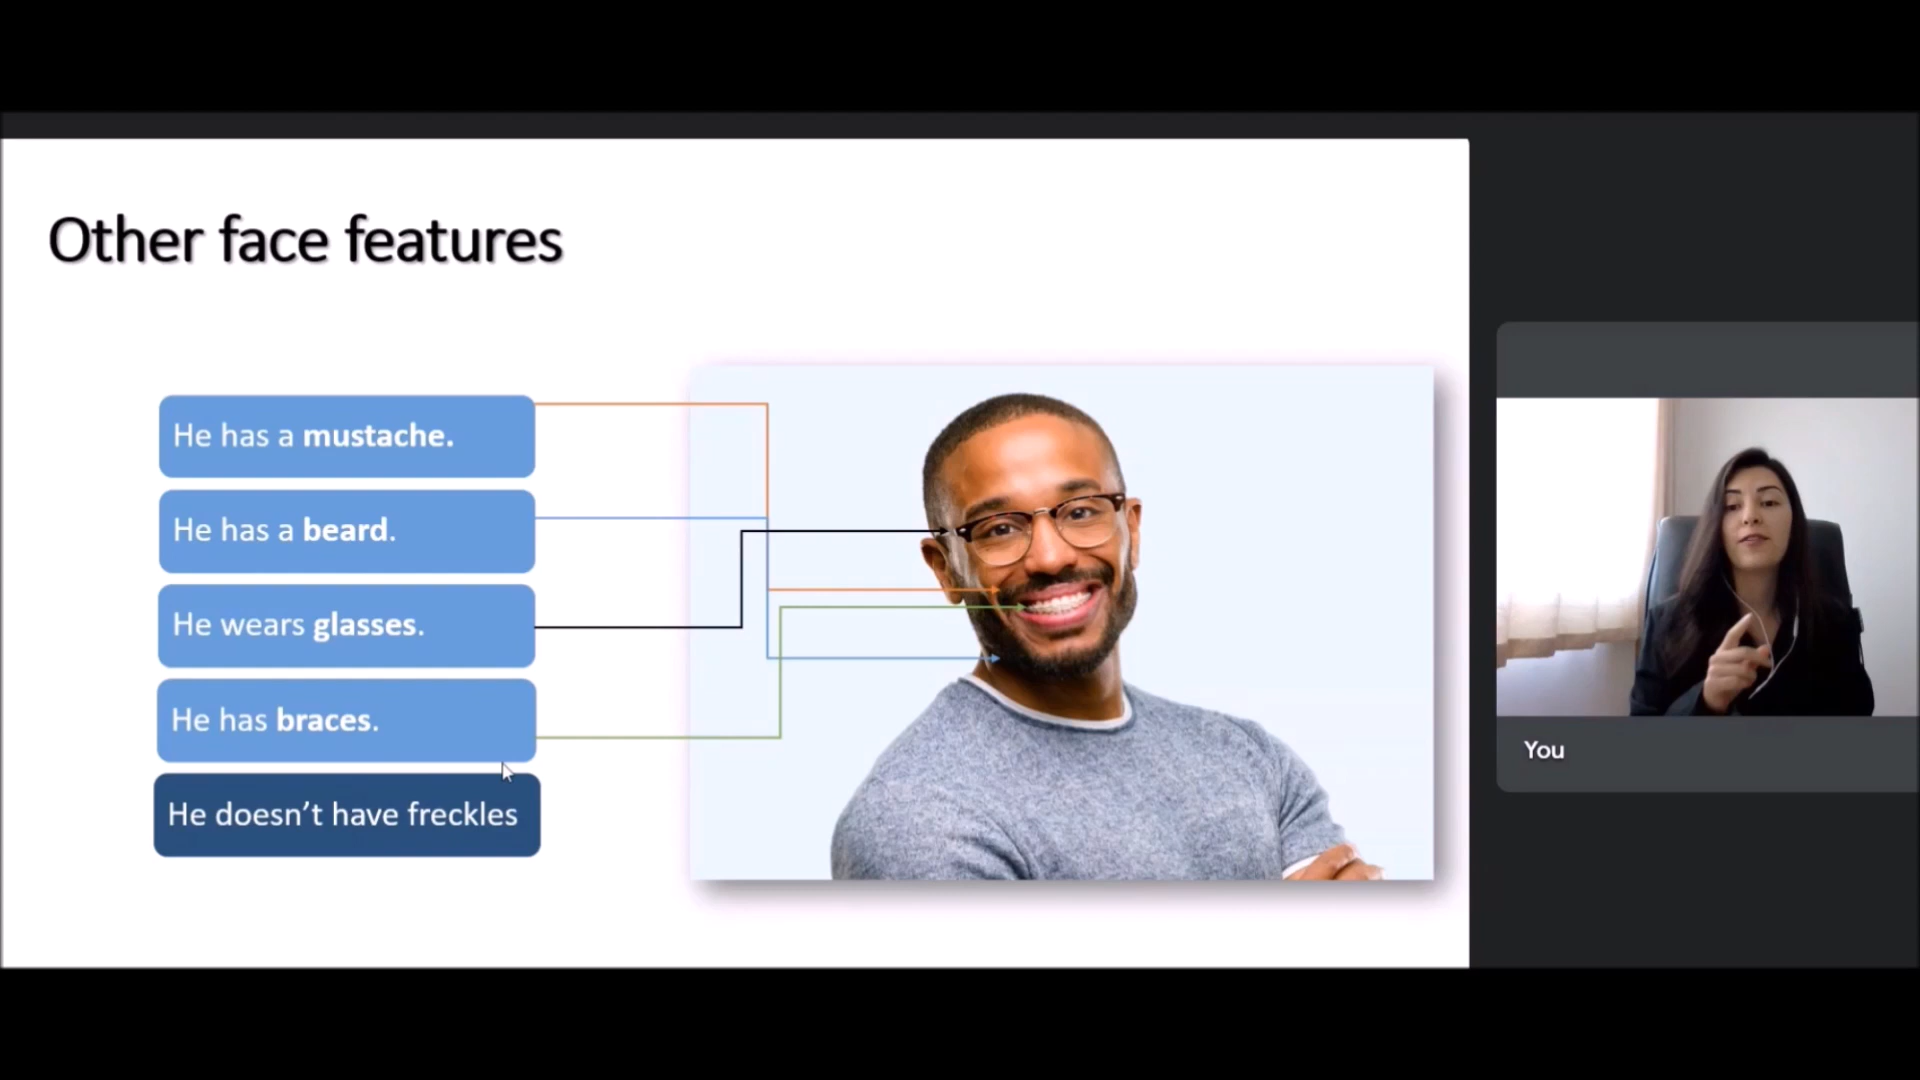 Other face features
He has a mustache.
He has a beard.
He wears glasses.
He has braces.
He doesn’t have freckles
You